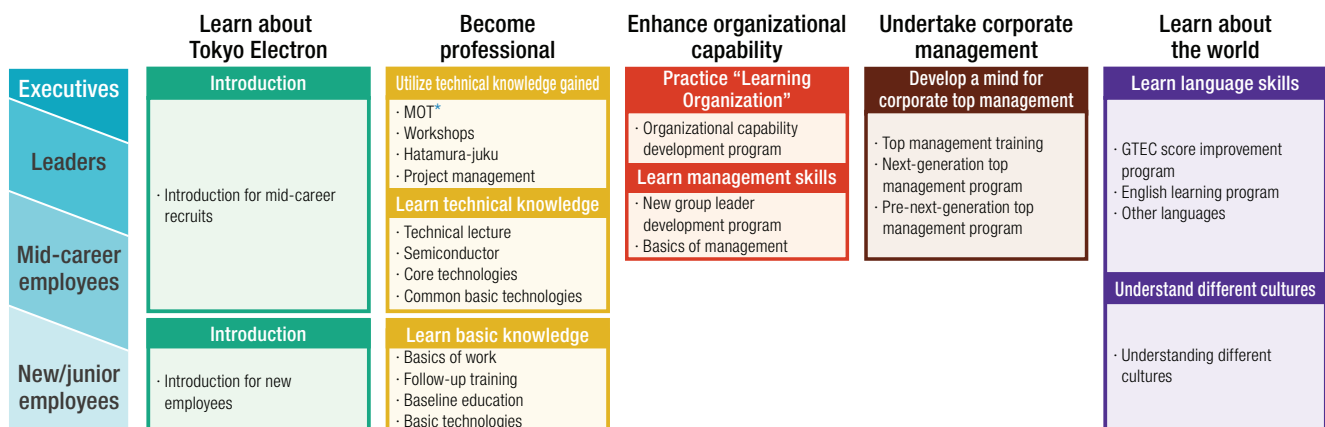 Learn about
Tokyo Electron
Become
professional
Enhance organizational
capability
Undertake corporate
management
Learn about
the world
Executives
Leaders
Mid-career
employees
New/junior
employees
Introduction
· Introduction for mid-career
recruits
Introduction
· Introduction for new
employees
Utilize technical knowledge gained
· MOT*
· Workshops
· Hatamura-juku
· Project management
Learn technical knowledge
· Technical lecture
· Semiconductor
· Core technologies
· Common basic technologies
Learn basic knowledge
· Basics of work
· Follow-up training
· Baseline education
· Basic technologies
Practice “Learning
Organization”
· Organizational capability
development program
Learn management skills
· New group leader
development program
· Basics of management
Develop a mind for
corporate top management
· Top management training
· Next-generation top
management program
· Pre-next-generation top
management program
Learn language skills
· GTEC score improvement
program
· English learning program
· Other languages
Understand different cultures
· Understanding different
cultures